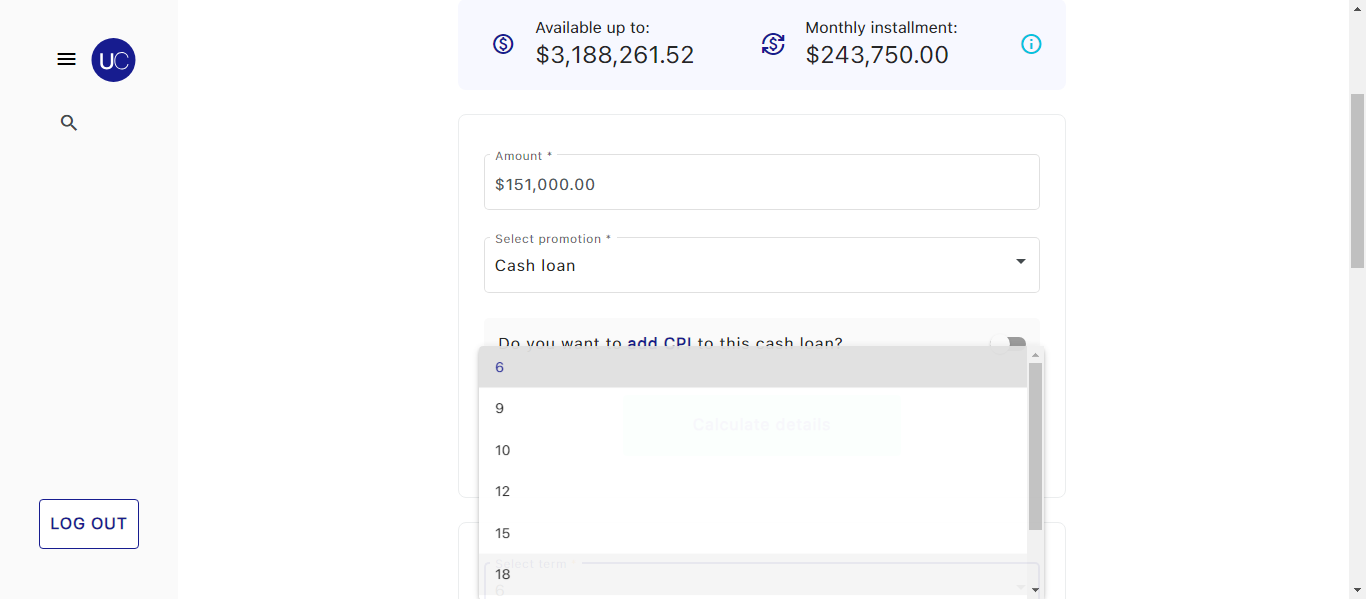 UC
LOG OUT
Available up to:
$3,188,261.52
Monthly installment:
$243,750.00
Amount *
$151,000.00
Select promotion *
Cash loan
Do you want to add CPI to this cash loan?
6
9
Calculate details
10
12
15
Select term *
18
6